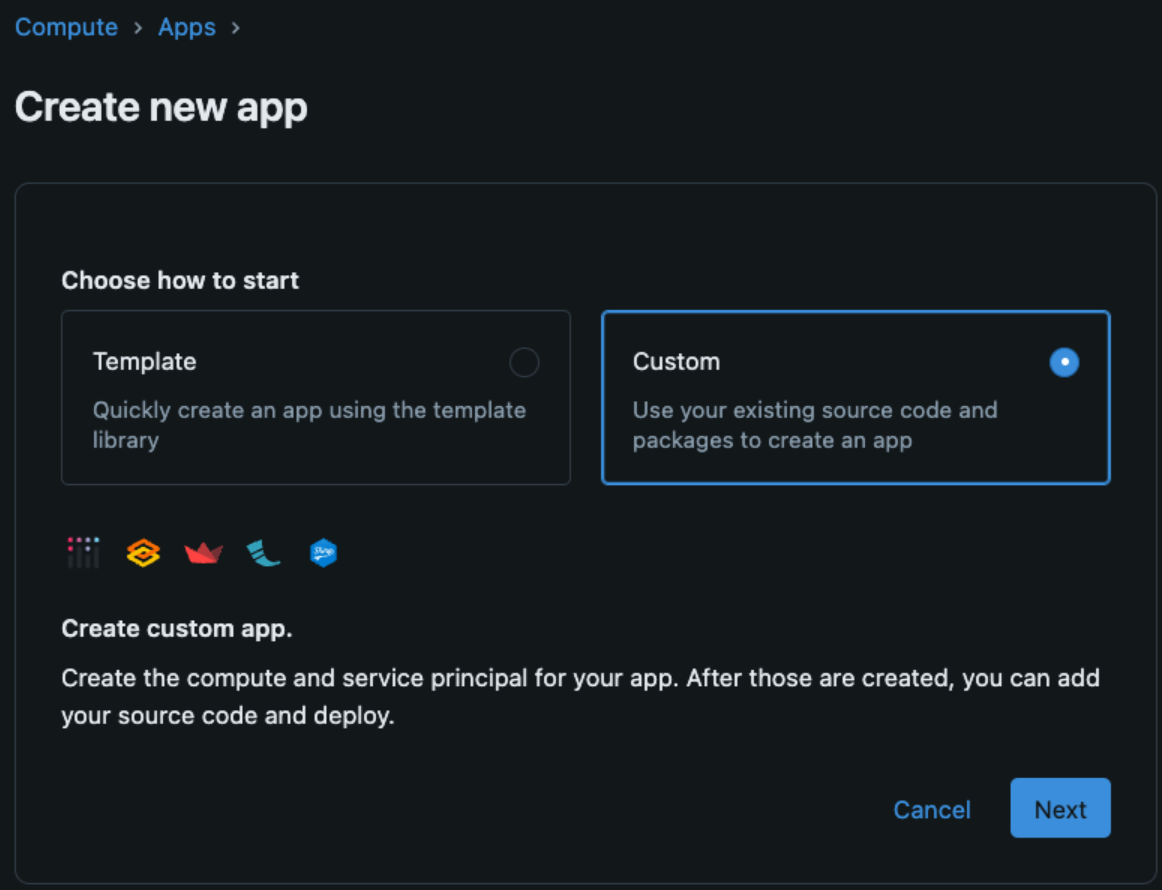 Compute › Apps ›
Create new app
Choose how to start
Template
Quickly create an app using the template
library
Custom
Use your existing source code and
packages to create an app
Shiny
Create custom app.
Create the compute and service principal for your app. After those are created, you can add
your source code and deploy.
Cancel
Next